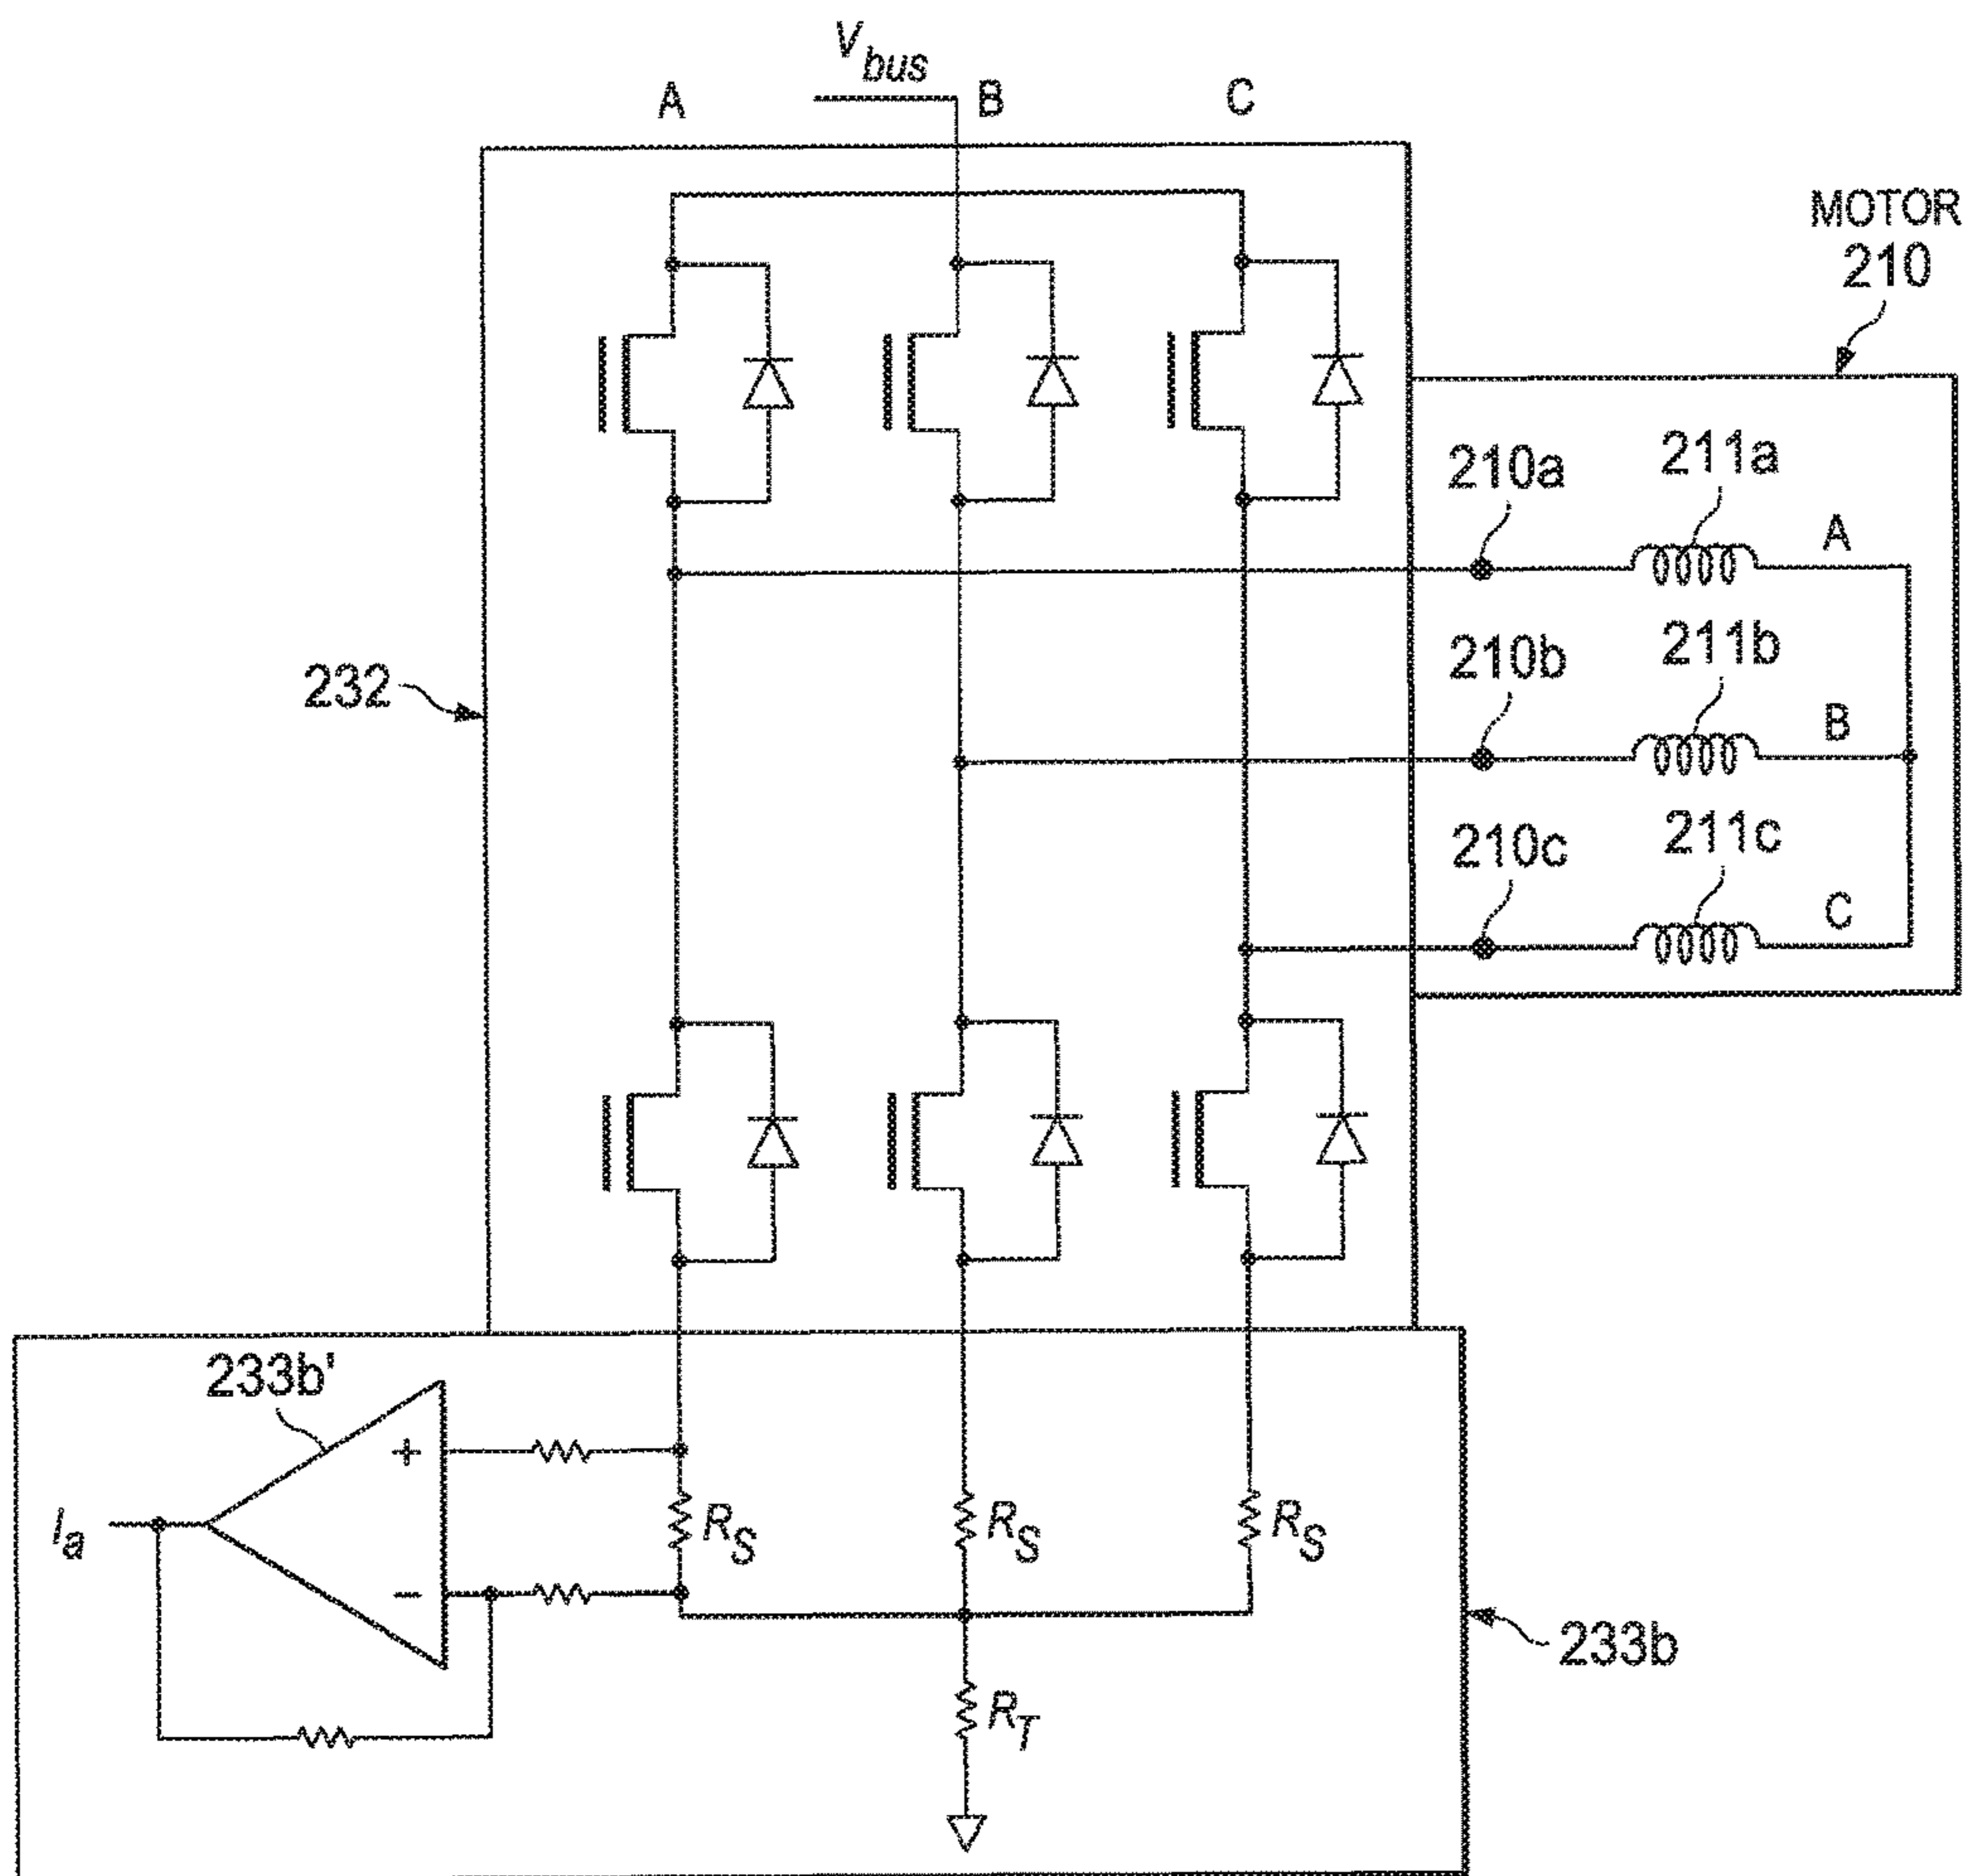 V_bus
A B C
MOTOR
210
210a 211a A
232
210b 211b B
210c 211c C
233b'
+
I_a
R_S R_S R_S
−
233b
R_T